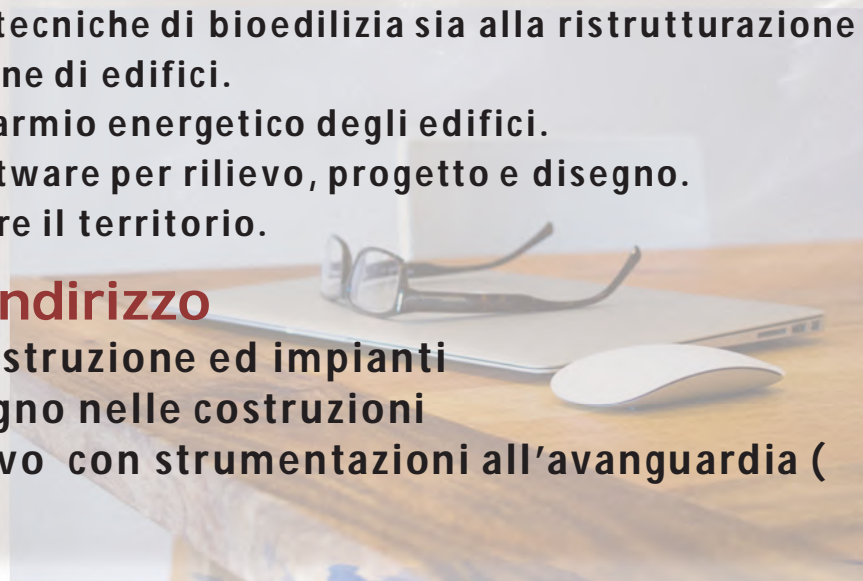 tecniche di bioedilizia sia alla ristrutturazione
ne di edifici.
armio energetico degli edifici.
tware per rilievo, progetto e disegno.
re il territorio.
ndirizzo
struzione ed impianti
gno nelle costruzioni
vo con strumentazioni all’avanguardia (